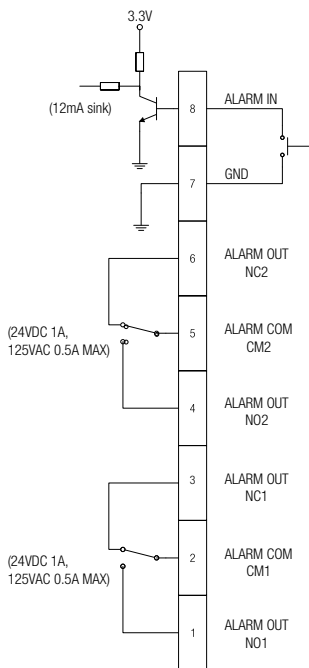 3.3V
(12mA sink)
8
ALARM IN
7
GND
6
ALARM OUT
NC2
(24VDC 1A,
125VAC 0.5A MAX)
5
ALARM COM
CM2
4
ALARM OUT
NO2
3
ALARM OUT
NC1
(24VDC 1A,
125VAC 0.5A MAX)
2
ALARM COM
CM1
1
ALARM OUT
NO1